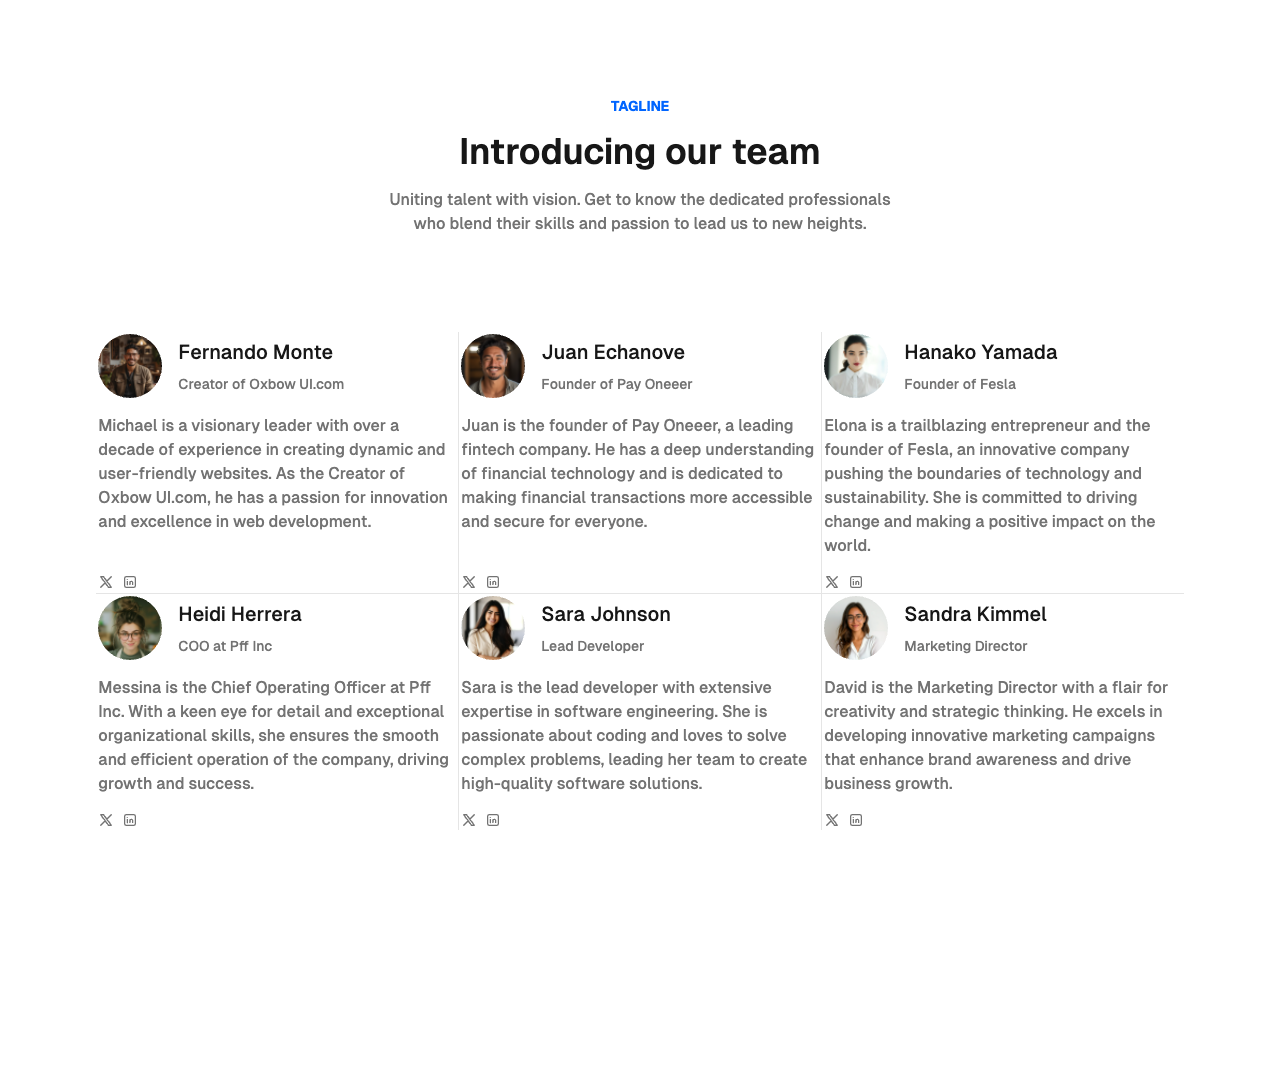 TAGLINE
Introducing our team
Uniting talent with vision. Get to know the dedicated professionals
who blend their skills and passion to lead us to new heights.
Fernando Monte
Creator of Oxbow UI.com
Michael is a visionary leader with over a
decade of experience in creating dynamic and
user-friendly websites. As the Creator of
Oxbow UI.com, he has a passion for innovation
and excellence in web development.
Juan Echanove
Founder of Pay Oneeer
Juan is the founder of Pay Oneeer, a leading
fintech company. He has a deep understanding
of financial technology and is dedicated to
making financial transactions more accessible
and secure for everyone.
Hanako Yamada
Founder of Fesla
Elona is a trailblazing entrepreneur and the
founder of Fesla, an innovative company
pushing the boundaries of technology and
sustainability. She is committed to driving
change and making a positive impact on the
world.
Heidi Herrera
COO at Pff Inc
Messina is the Chief Operating Officer at Pff
Inc. With a keen eye for detail and exceptional
organizational skills, she ensures the smooth
and efficient operation of the company, driving
growth and success.
Sara Johnson
Lead Developer
Sara is the lead developer with extensive
expertise in software engineering. She is
passionate about coding and loves to solve
complex problems, leading her team to create
high-quality software solutions.
Sandra Kimmel
Marketing Director
David is the Marketing Director with a flair for
creativity and strategic thinking. He excels in
developing innovative marketing campaigns
that enhance brand awareness and drive
business growth.